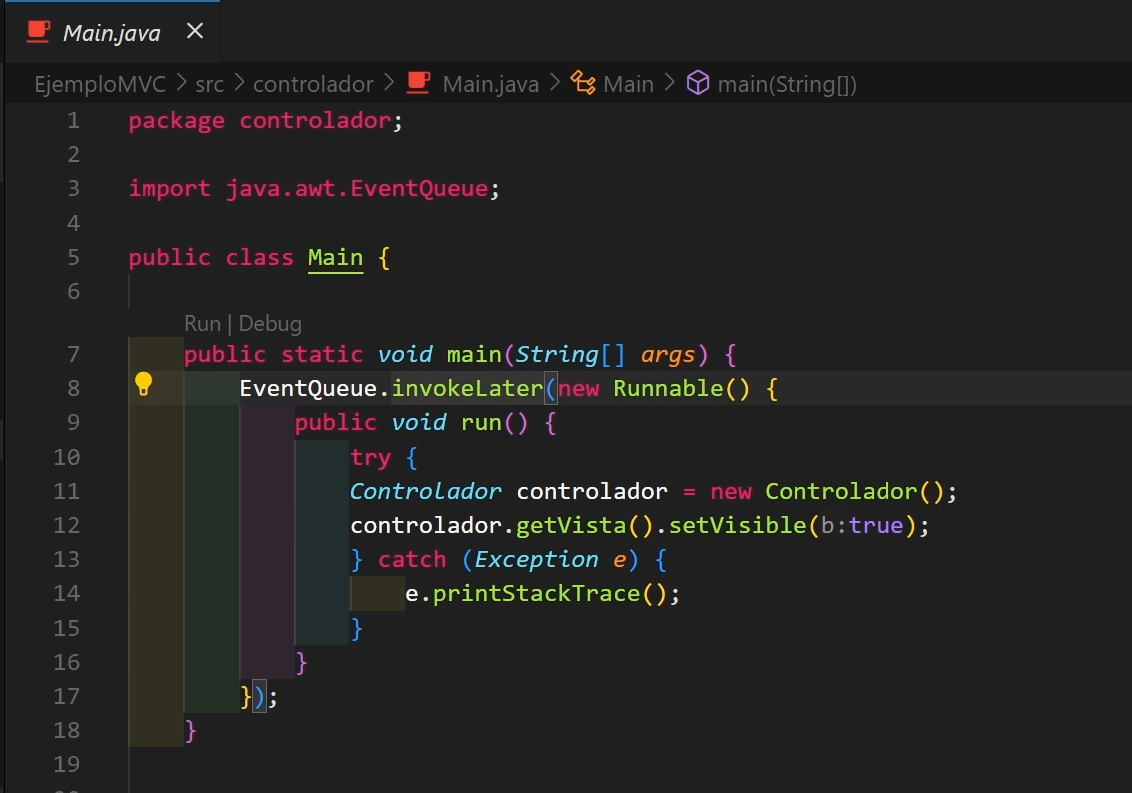 Main.java
EjemploMVC > src > controlador > Main.java > Main > main(String[])
1 package controlador;
2
3 import java.awt.EventQueue;
4
5 public class Main {
6
Run | Debug
7 public static void main(String[] args) {
8 EventQueue.invokeLater(new Runnable() {
9 public void run() {
10 try {
11 Controlador controlador = new Controlador();
12 controlador.getVista().setVisible(b:true);
13 } catch (Exception e) {
14 e.printStackTrace();
15 }
16 }
17 });
18 }
19